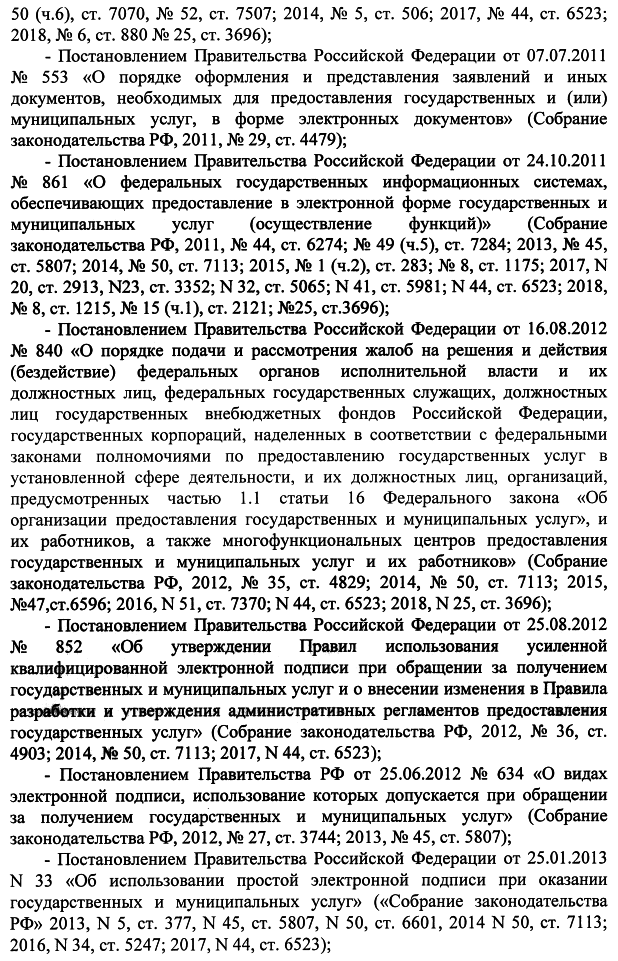 50 (ч.6), ст. 7070, № 52, ст. 7507; 2014, № 5, ст. 506; 2017, № 44, ст. 6523;
2018, № 6, ст. 880 № 25, ст. 3696);
- Постановлением Правительства Российской Федерации от 07.07.2011
№ 553 «О порядке оформления и представления заявлений и иных
документов, необходимых для предоставления государственных и (или)
муниципальных услуг, в форме электронных документов» (Собрание
законодательства РФ, 2011, № 29, ст. 4479);
- Постановлением Правительства Российской Федерации от 24.10.2011
№ 861 «О федеральных государственных информационных системах,
обеспечивающих предоставление в электронной форме государственных и
муниципальных услуг (осуществление функций)» (Собрание
законодательства РФ, 2011, № 44, ст. 6274; № 49 (ч.5), ст. 7284; 2013, № 45,
ст. 5807; 2014, № 50, ст. 7113; 2015, № 1 (ч.2), ст. 283; № 8, ст. 1175; 2017, N
20, ст. 2913, N23, ст. 3352; N 32, ст. 5065; N 41, ст. 5981; N 44, ст. 6523; 2018,
№ 8, ст. 1215, № 15 (ч.1), ст. 2121; №25, ст.3696);
- Постановлением Правительства Российской Федерации от 16.08.2012
№ 840 «О порядке подачи и рассмотрения жалоб на решения и действия
(бездействие) федеральных органов исполнительной власти и их
должностных лиц, федеральных государственных служащих, должностных
лиц государственных внебюджетных фондов Российской Федерации,
государственных корпораций, наделенных в соответствии с федеральными
законами полномочиями по предоставлению государственных услуг в
установленной сфере деятельности, и их должностных лиц, организаций,
предусмотренных частью 1.1 статьи 16 Федерального закона «Об
организации предоставления государственных и муниципальных услуг», и
их работников, а также многофункциональных центров предоставления
государственных и муниципальных услуг и их работников» (Собрание
законодательства РФ, 2012, № 35, ст. 4829; 2014, № 50, ст. 7113; 2015,
№47,ст.6596; 2016, N 51, ст. 7370; N 44, ст. 6523; 2018, N 25, ст. 3696);
- Постановлением Правительства Российской Федерации от 25.08.2012
№ 852 «Об утверждении Правил использования усиленной
квалифицированной электронной подписи при обращении за получением
государственных и муниципальных услуг и о внесении изменения в Правила
разработки и утверждения административных регламентов предоставления
государственных услуг» (Собрание законодательства РФ, 2012, № 36, ст.
4903; 2014, № 50, ст. 7113; 2017, N 44, ст. 6523);
- Постановлением Правительства РФ от 25.06.2012 № 634 «О видах
электронной подписи, использование которых допускается при обращении
за получением государственных и муниципальных услуг» (Собрание
законодательства РФ, 2012, № 27, ст. 3744; 2013, № 45, ст. 5807);
- Постановлением Правительства Российской Федерации от 25.01.2013
N 33 «Об использовании простой электронной подписи при оказании
государственных и муниципальных услуг» («Собрание законодательства
РФ» 2013, N 5, ст. 377, N 45, ст. 5807, N 50, ст. 6601, 2014 N 50, ст. 7113;
2016, N 34, ст. 5247; 2017, N 44, ст. 6523);